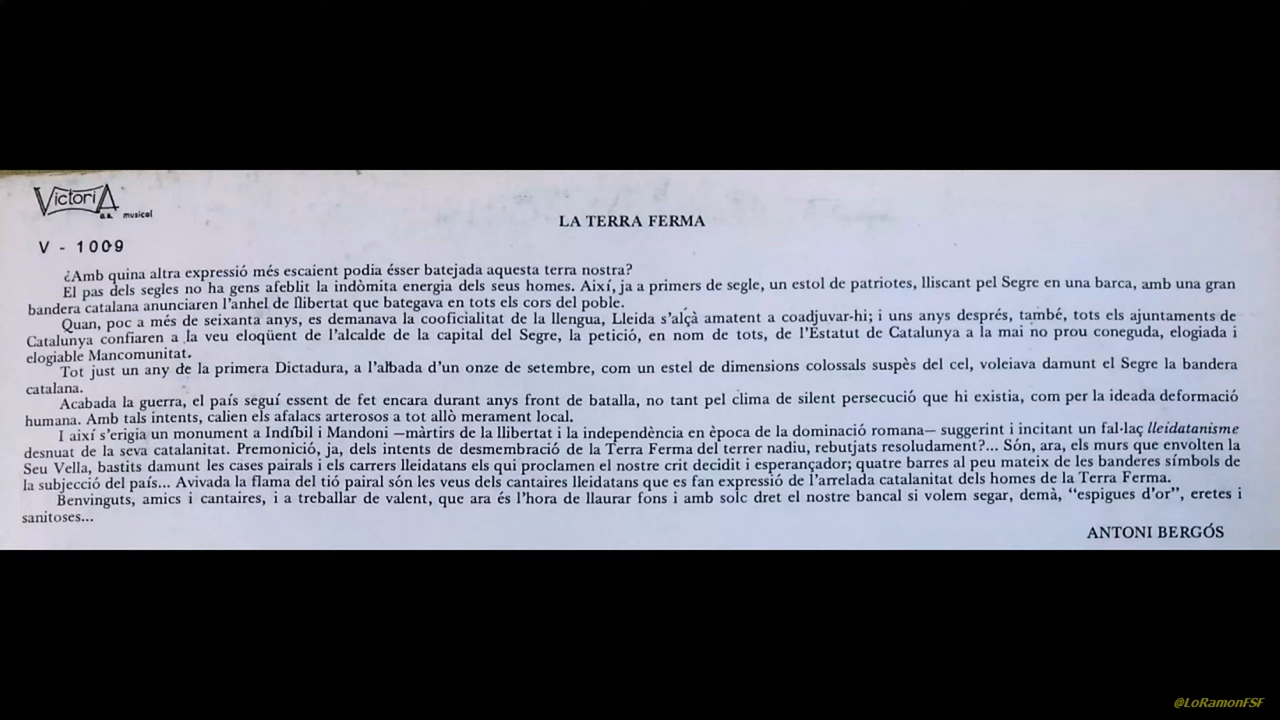 VictoriA
s.a. musical
LA TERRA FERMA
V - 1009
¿Amb quina altra expressió més escaient podia ésser batejada aquesta terra nostra?
El pas dels segles no ha gens afeblit la indòmita energia dels seus homes. Així, ja a primers de segle, un estol de patriotes, lliscant pel Segre en una barca, amb una gran
bandera catalana anunciaren l'anhel de llibertat que bategava en tots els cors del poble.
Quan, poc a més de seixanta anys, es demanava la cooficialitat de la llengua, Lleida s'alçà amatent a coadjuvar-hi; i uns anys després, també, tots els ajuntaments de
Catalunya confiaren a la veu eloqüent de l'alcalde de la capital del Segre, la petició, en nom de tots, de l'Estatut de Catalunya a la mai no prou coneguda, elogiada i
elogiable Mancomunitat.
Tot just un any de la primera Dictadura, a l'albada d'un onze de setembre, com un estel de dimensions colossals suspès del cel, voleiava damunt el Segre la bandera
catalana.
Acabada la guerra, el país seguí essent de fet encara durant anys front de batalla, no tant pel clima de silent persecució que hi existia, com per la ideada deformació
humana. Amb tals intents, calien els afalacs arterosos a tot allò merament local.
I així s'erigia un monument a Indíbil i Mandoni —màrtirs de la llibertat i la independència en època de la dominació romana— suggerint i incitant un fal·laç lleidatanisme
desnuat de la seva catalanitat. Premonició, ja, dels intents de desmembració de la Terra Ferma del terrer nadiu, rebutjats resoludament?... Són, ara, els murs que envolten la
Seu Vella, bastits damunt les cases pairals i els carrers lleidatans els qui proclamen el nostre crit decidit i esperançador; quatre barres al peu mateix de les banderes símbols de
la subjecció del país... Avivada la flama del tió pairal són les veus dels cantaires lleidatans que es fan expressió de l'arrelada catalanitat dels homes de la Terra Ferma.
Benvinguts, amics i cantaires, i a treballar de valent, que ara és l'hora de llaurar fons i amb solc dret el nostre bancal si volem segar, demà, "espigues d'or", eretes i
sanitoses...
ANTONI BERGÓS
@LoRamonFSF